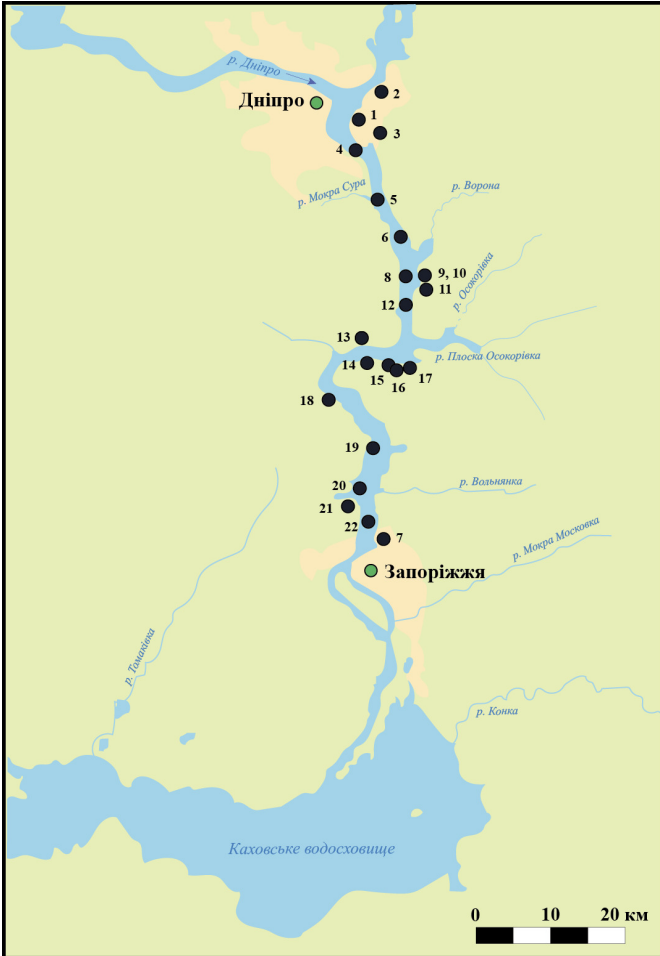 р. Дніпро
2
Дніпро
1
3
4
р. Мокра Сура
5
р. Ворона
6
8
9, 10
11
р. Осокорівка
12
13
р. Плоска Осокорівка
14
15
16
17
18
19
20
р. Вольнянка
21
22
7
р. Мокра Московка
Запоріжжя
р. Томаківка
р. Конка
Каховське водосховище
0 10 20 км